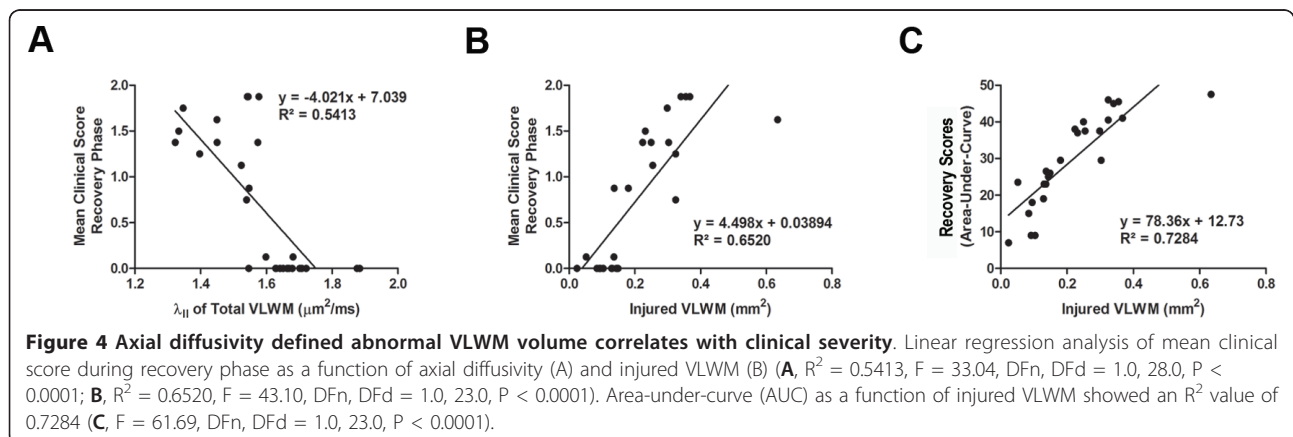 A
B
C
Mean Clinical Score
Recovery Phase
2.0
1.5
1.0
0.5
0.0
y = -4.021x + 7.039
R² = 0.5413
1.2
1.4
1.6
1.8
2.0
λII of Total VLWM (μm²/ms)
Mean Clinical Score
Recovery Phase
2.0
1.5
1.0
0.5
0.0
y = 4.498x + 0.03894
R² = 0.6520
0.0
0.2
0.4
0.6
0.8
Injured VLWM (mm²)
Recovery Scores
(Area-Under-Curve)
50
40
30
20
10
0
y = 78.36x + 12.73
R² = 0.7284
0.0
0.2
0.4
0.6
0.8
Injured VLWM (mm²)
Figure 4 Axial diffusivity defined abnormal VLWM volume correlates with clinical severity. Linear regression analysis of mean clinical
score during recovery phase as a function of axial diffusivity (A) and injured VLWM (B) (A, R² = 0.5413, F = 33.04, DFn, DFd = 1.0, 28.0, P <
0.0001; B, R² = 0.6520, F = 43.10, DFn, DFd = 1.0, 23.0, P < 0.0001). Area-under-curve (AUC) as a function of injured VLWM showed an R² value of
0.7284 (C, F = 61.69, DFn, DFd = 1.0, 23.0, P < 0.0001).